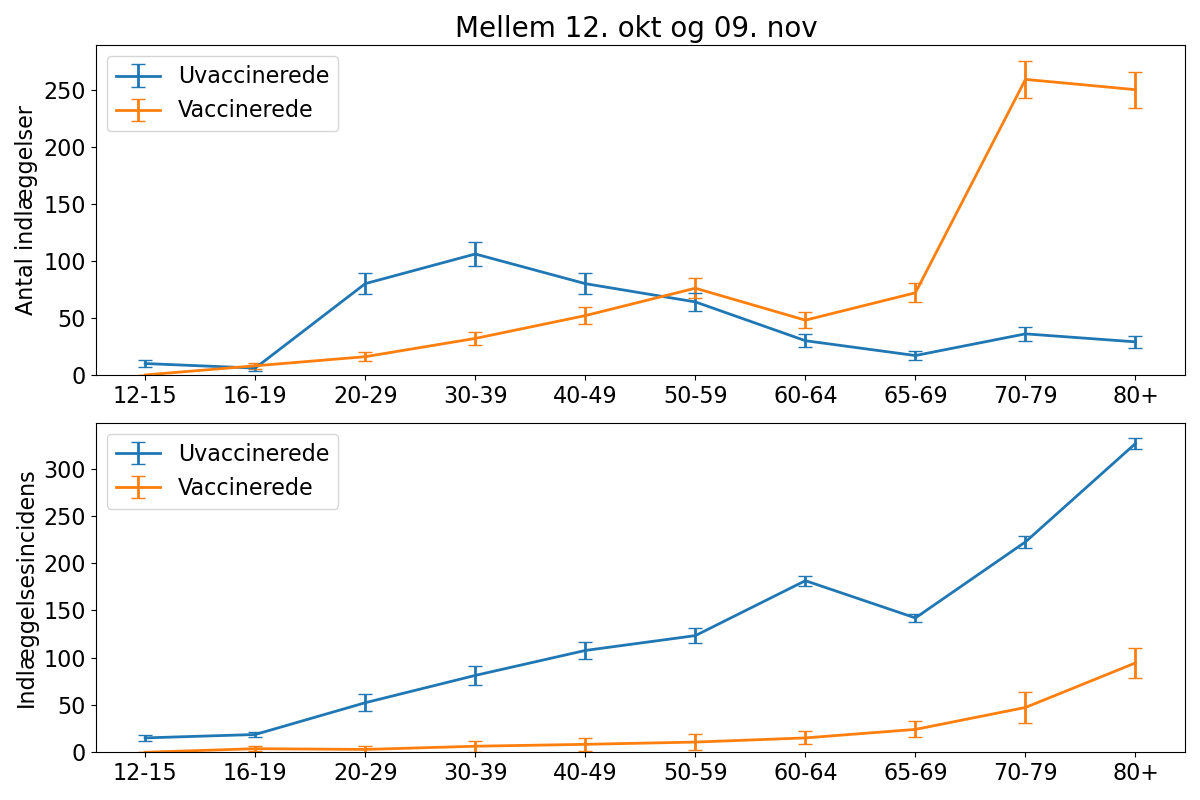 Mellem 12. okt og 09. nov
Antal indlæggelser
Uvaccinerede
Vaccinerede
250
200
150
100
50
0
12-15 16-19 20-29 30-39 40-49 50-59 60-64 65-69 70-79 80+
Indlæggelsesincidens
Uvaccinerede
Vaccinerede
300
250
200
150
100
50
0
12-15 16-19 20-29 30-39 40-49 50-59 60-64 65-69 70-79 80+